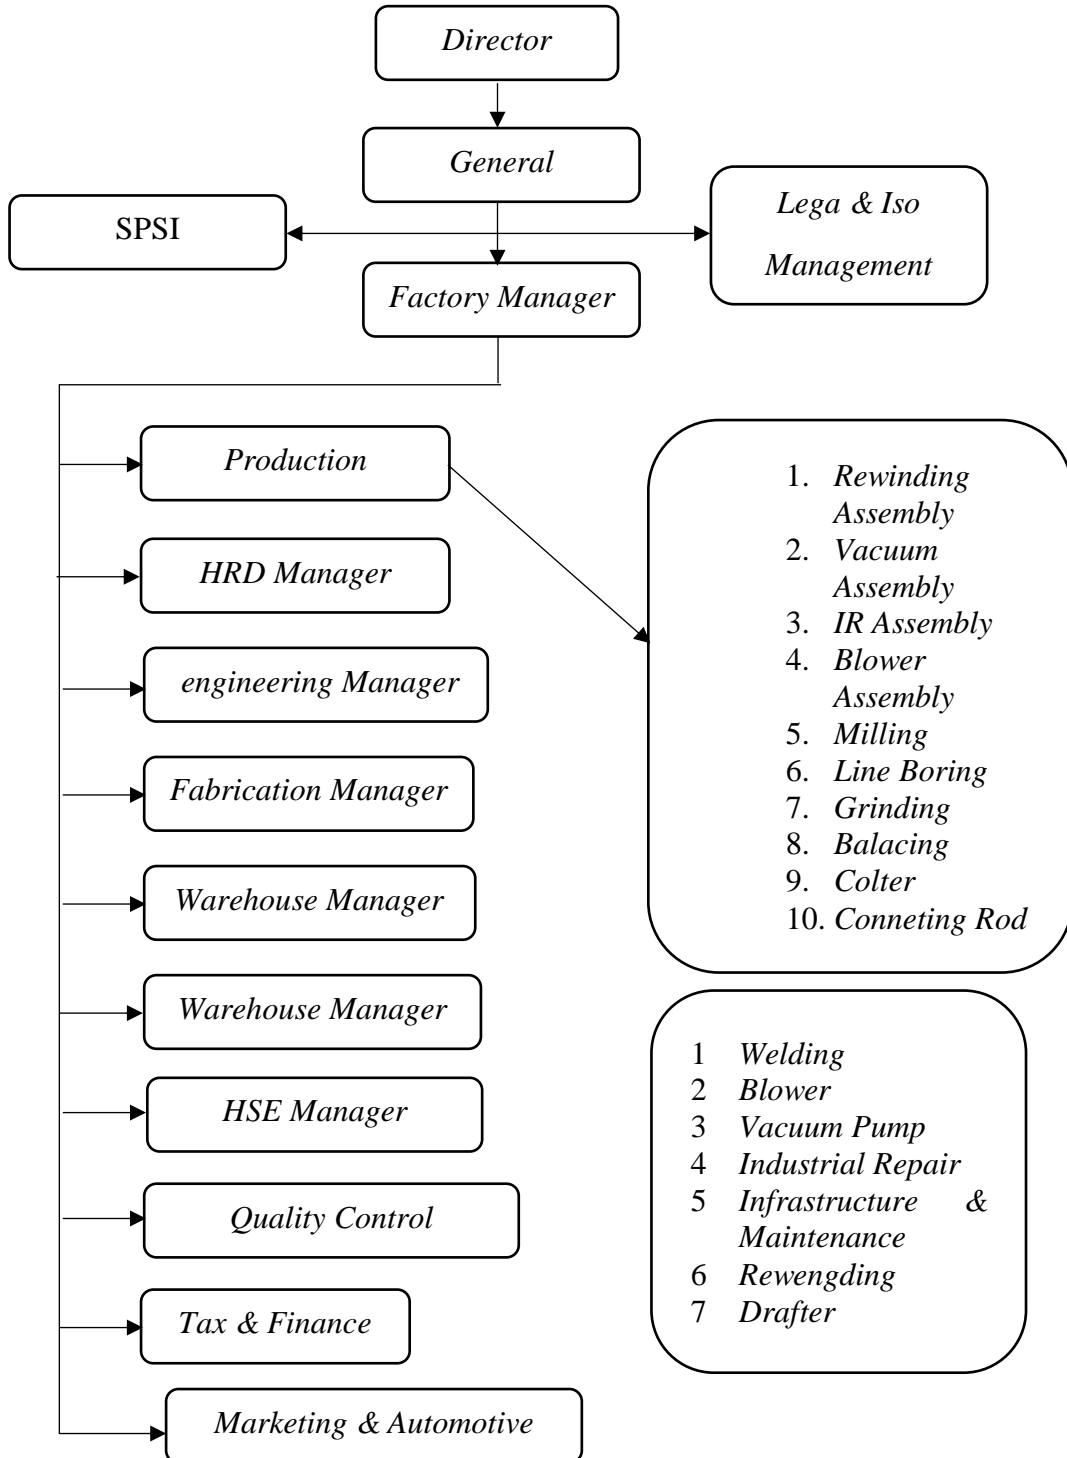 Director
General
SPSI
Lega & Iso
Management
Factory Manager
Production
HRD Manager
engineering Manager
Fabrication Manager
Warehouse Manager
Warehouse Manager
HSE Manager
Quality Control
Tax & Finance
Marketing & Automotive
1. Rewinding
Assembly
2. Vacuum
Assembly
3. IR Assembly
4. Blower
Assembly
5. Milling
6. Line Boring
7. Grinding
8. Balacing
9. Colter
10. Conneting Rod
1 Welding
2 Blower
3 Vacuum Pump
4 Industrial Repair
5 Infrastructure &
Maintenance
6 Rewengding
7 Drafter